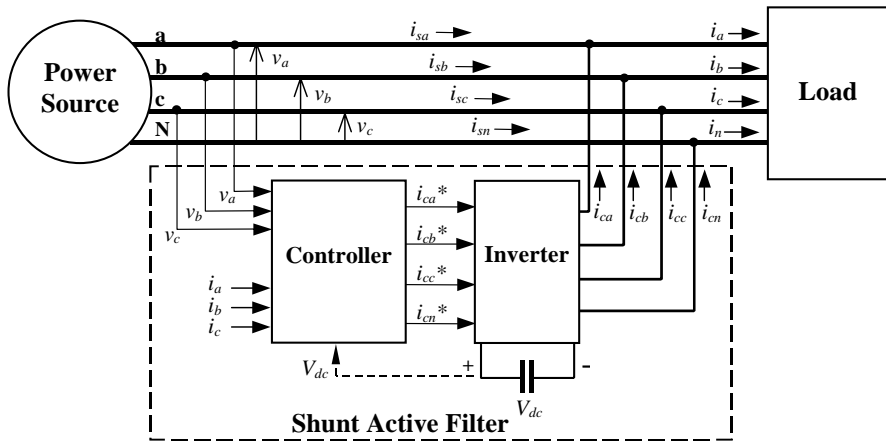 a i_sa i_a
Power Source
b v_a i_sb i_b
c v_b i_sc i_c
Load
N v_c i_sn i_n
v_a
v_b
v_c
i_ca* i_ca i_cb i_cc i_cn
i_cb*
Controller
Inverter
i_cc*
i_a
i_b
i_c
i_cn*
V_dc
+ -
V_dc
Shunt Active Filter